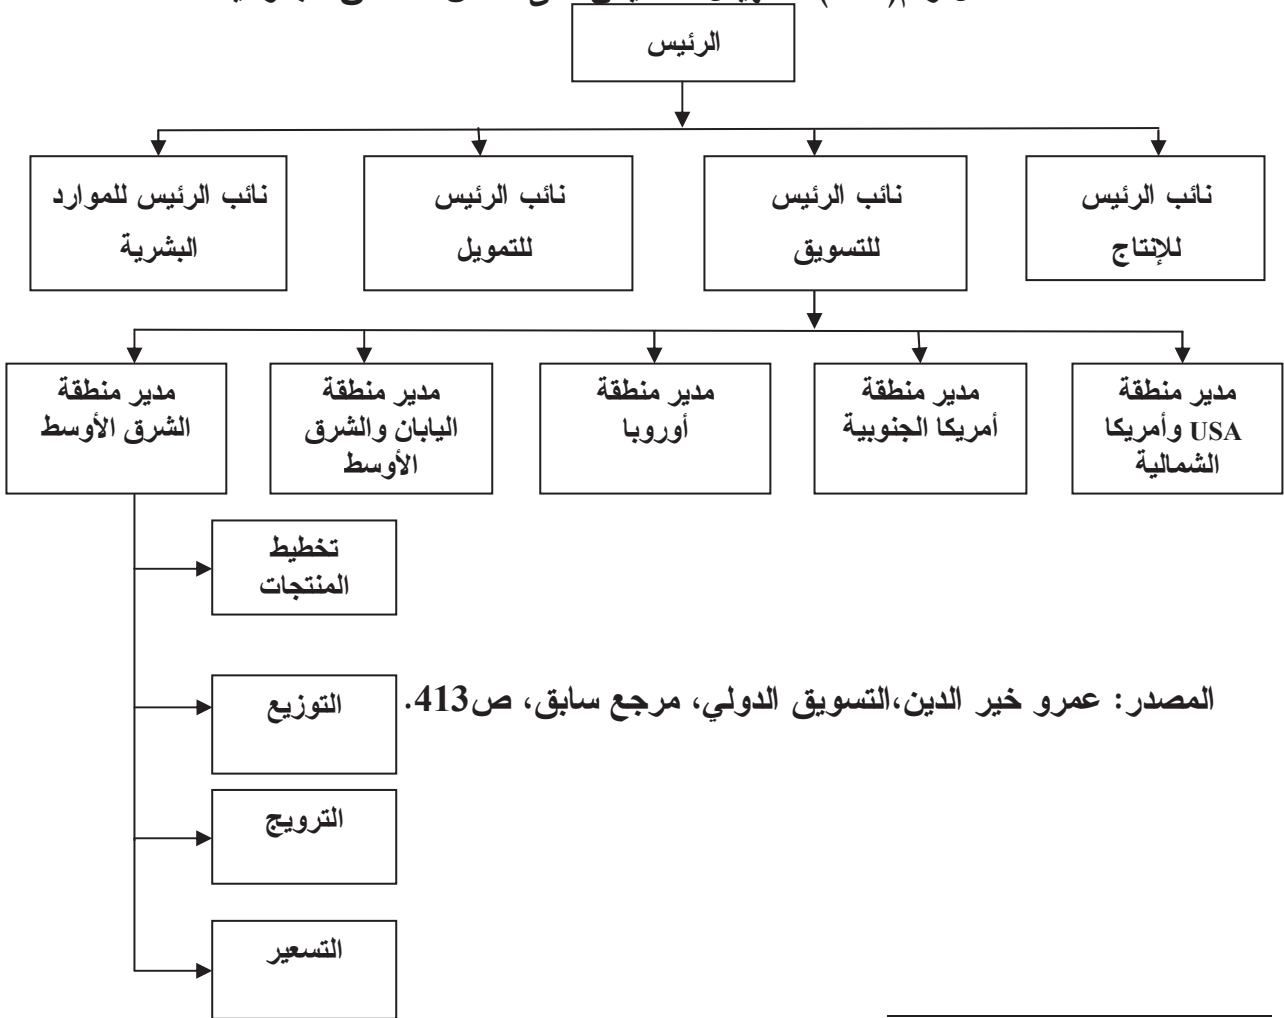 الرئيس
نائب الرئيس
للإنتاج
نائب الرئيس
للتسويق
نائب الرئيس
للتمويل
نائب الرئيس للموارد
البشرية
مدير منطقة
USA وأمريكا
الشمالية
مدير منطقة
أمريكا الجنوبية
مدير منطقة
أوروبا
مدير منطقة
اليابان والشرق
الأوسط
مدير منطقة
الشرق الأوسط
تخطيط
المنتجات
التوزيع
المصدر: عمرو خير الدين،التسويق الدولي، مرجع سابق، ص413.
الترويج
التسعير